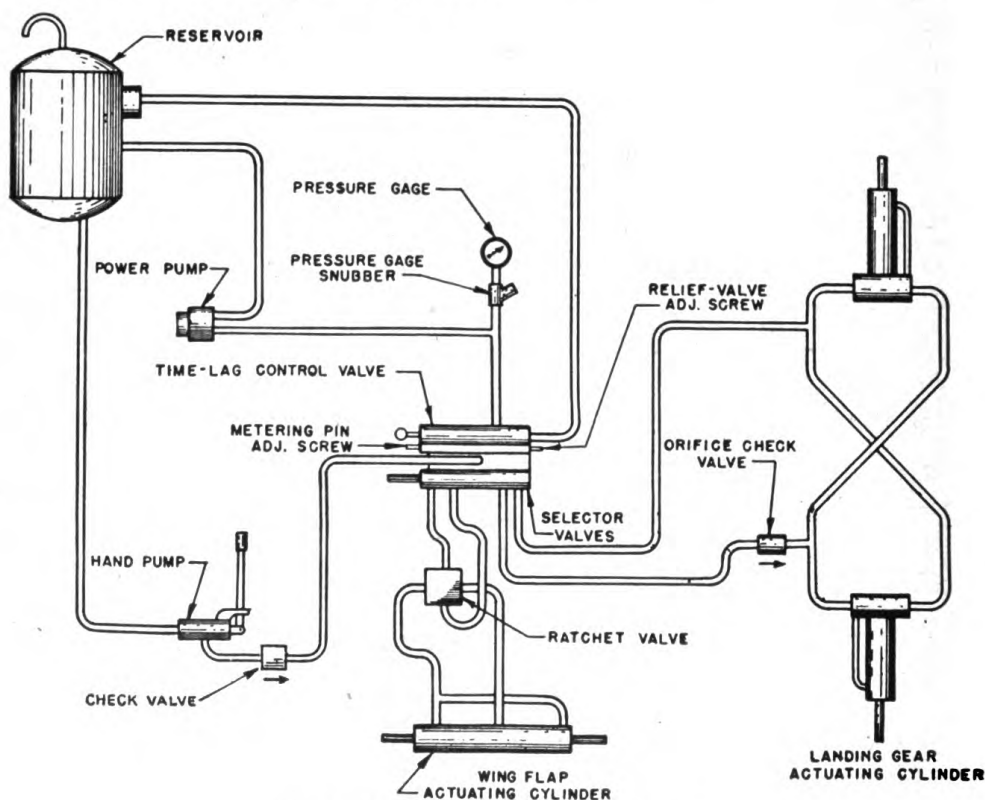 RESERVOIR
PRESSURE GAGE
POWER PUMP
PRESSURE GAGE
SNUBBER
RELIEF-VALVE
ADJ. SCREW
TIME-LAG CONTROL VALVE
METERING PIN
ADJ. SCREW
ORIFICE CHECK
VALVE
SELECTOR
VALVES
HAND PUMP
RATCHET VALVE
CHECK VALVE
WING FLAP
ACTUATING CYLINDER
LANDING GEAR
ACTUATING CYLINDER